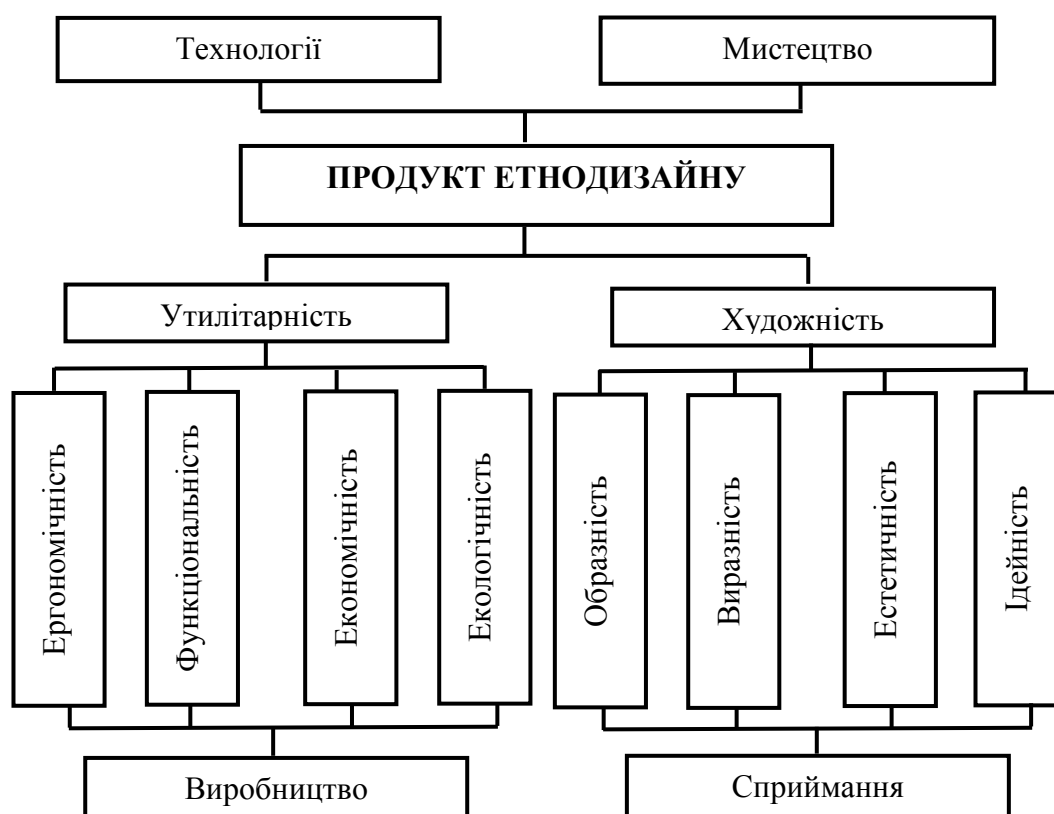 Технології
Мистецтво
ПРОДУКТ ЕТНОДИЗАЙНУ
Утилітарність
Художність
Ергономічність
Функціональність
Економічність
Екологічність
Образність
Виразність
Естетичність
Ідейність
Виробництво
Сприймання